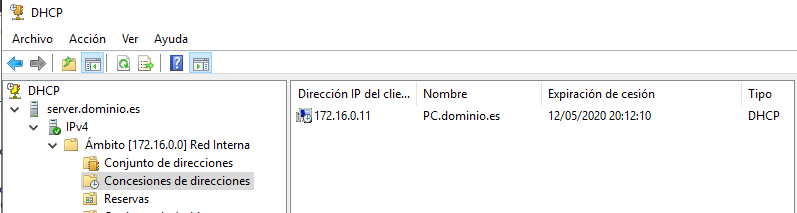 DHCP
Archivo Acción Ver Ayuda
DHCP
server.dominio.es
IPv4
Ámbito [172.16.0.0] Red Interna
Conjunto de direcciones
Concesiones de direcciones
Reservas
Dirección IP del clie... Nombre Expiración de cesión Tipo
172.16.0.11 PC.dominio.es 12/05/2020 20:12:10 DHCP